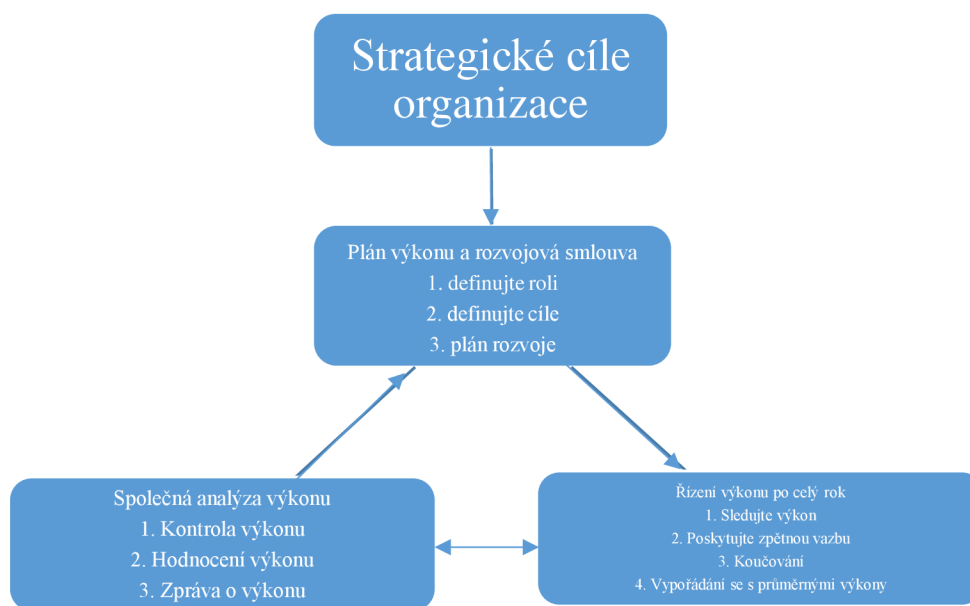 Strategické cíle
organizace
Plán výkonu a rozvojová smlouva
1. definujte roli
2. definujte cíle
3. plán rozvoje
Společná analýza výkonu
1. Kontrola výkonu
2. Hodnocení výkonu
3. Zpráva o výkonu
Řízení výkonu po celý rok
1. Sledujte výkon
2. Poskytujte zpětnou vazbu
3. Koučování
4. Vypořádání se s průměrnými výkony